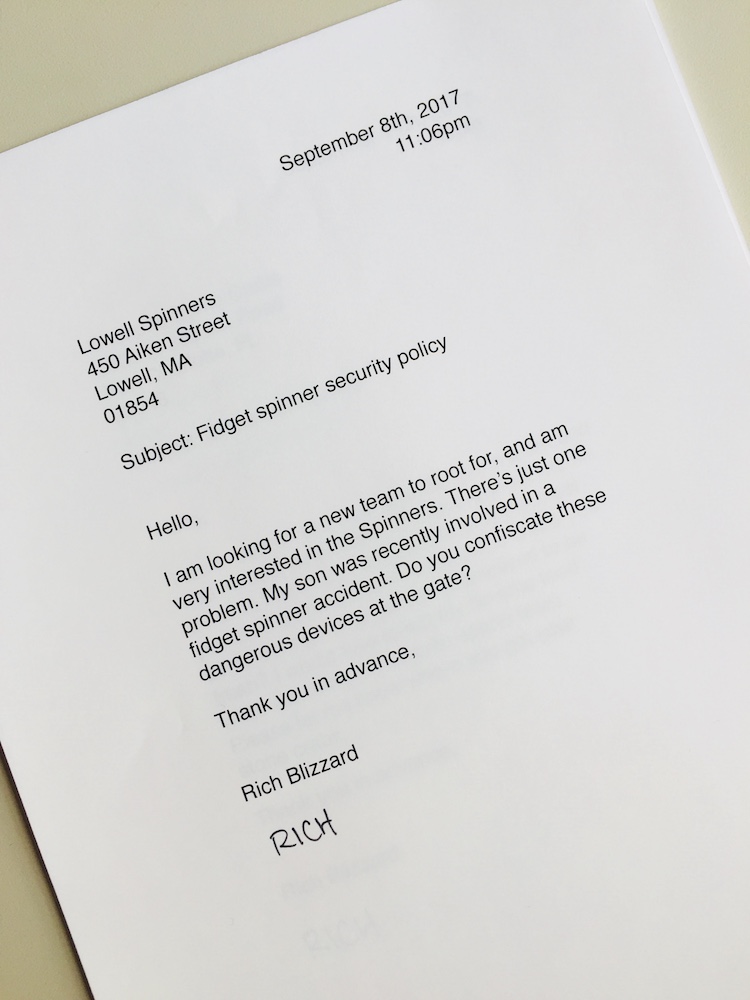 September 8th, 2017
11:06pm
Lowell Spinners
450 Aiken Street
Lowell, MA
01854
Subject: Fidget spinner security policy
Hello,
I am looking for a new team to root for, and am
very interested in the Spinners. There's just one
problem. My son was recently involved in a
fidget spinner accident. Do you confiscate these
dangerous devices at the gate?
Thank you in advance,
Rich Blizzard
RICH